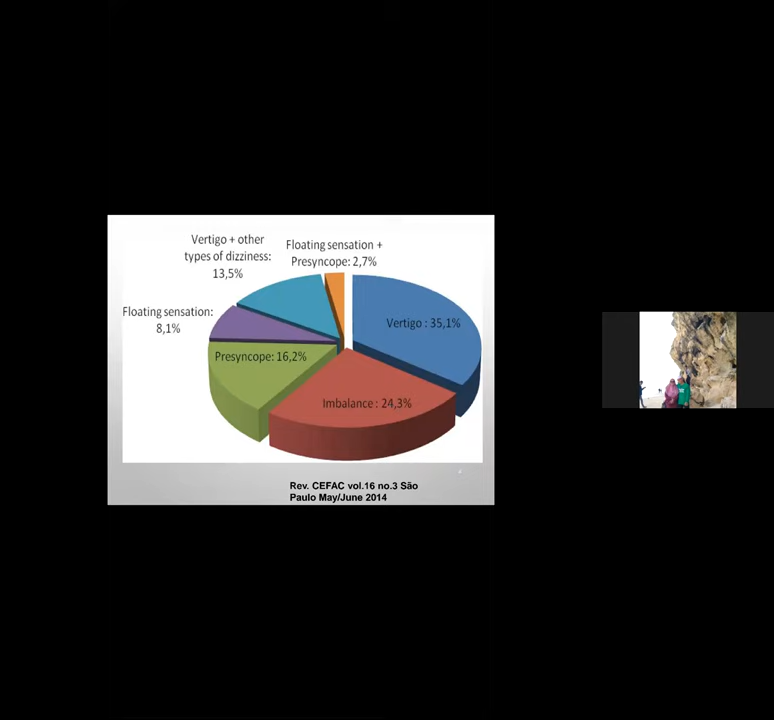 Vertigo + other
types of dizziness:
13,5%
Floating sensation +
Presyncope: 2,7%
Floating sensation:
8,1%
Vertigo : 35,1%
Presyncope: 16,2%
Imbalance : 24,3%
Rev. CEFAC vol.16 no.3 São
Paulo May/June 2014